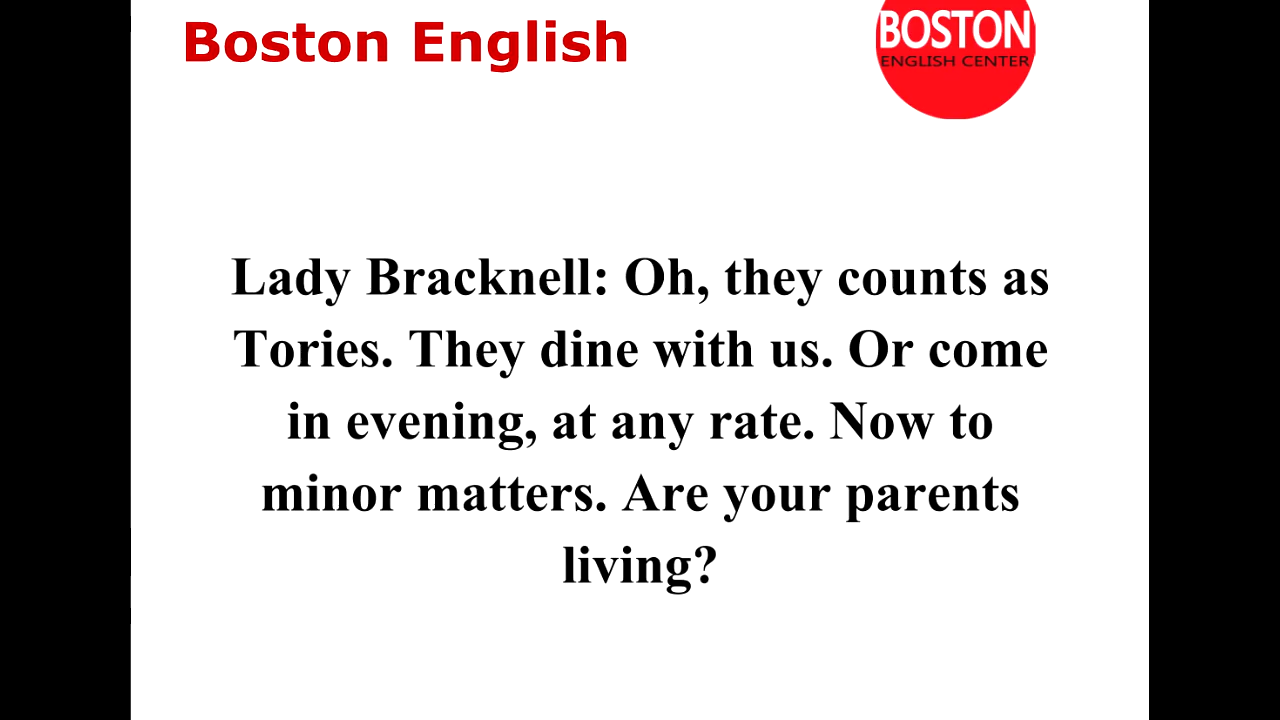 Boston English
BOSTON
ENGLISH CENTER
Lady Bracknell: Oh, they counts as
Tories. They dine with us. Or come
in evening, at any rate. Now to
minor matters. Are your parents
living?